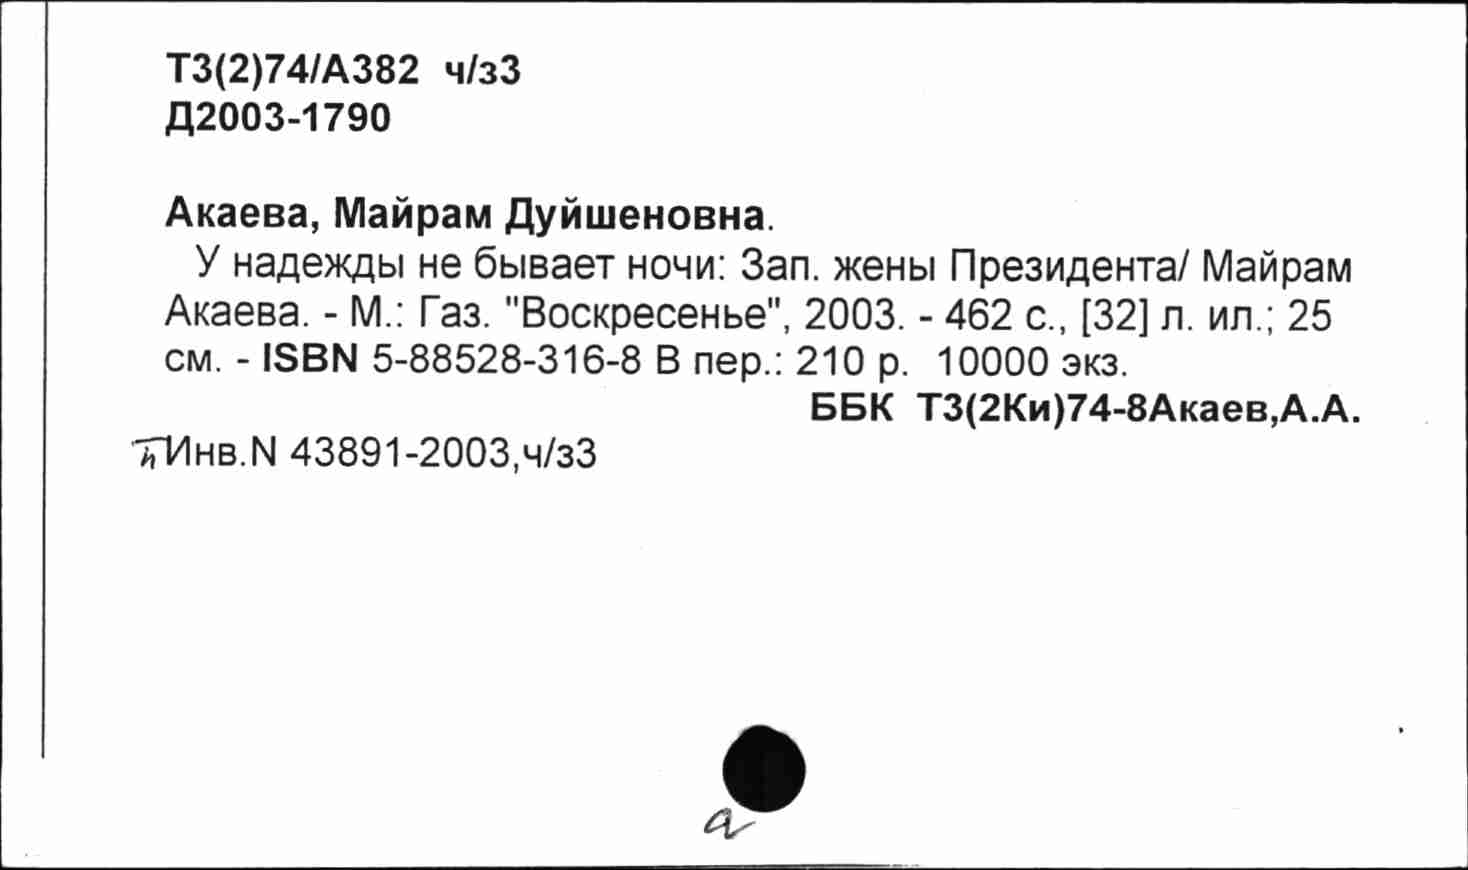 Т3(2)74/А382 ч/з3
Д2003-1790
Акаева, Майрам Дуйшеновна.
У надежды не бывает ночи: Зап. жены Президента/ Майрам
Акаева. - М.: Газ. "Воскресенье", 2003. - 462 с., [32] л. ил.; 25
см. - ISBN 5-88528-316-8 В пер.: 210 р. 10000 экз.
ББК Т3(2Ки)74-8Акаев,А.А.
Инв.N 43891-2003,ч/з3
а